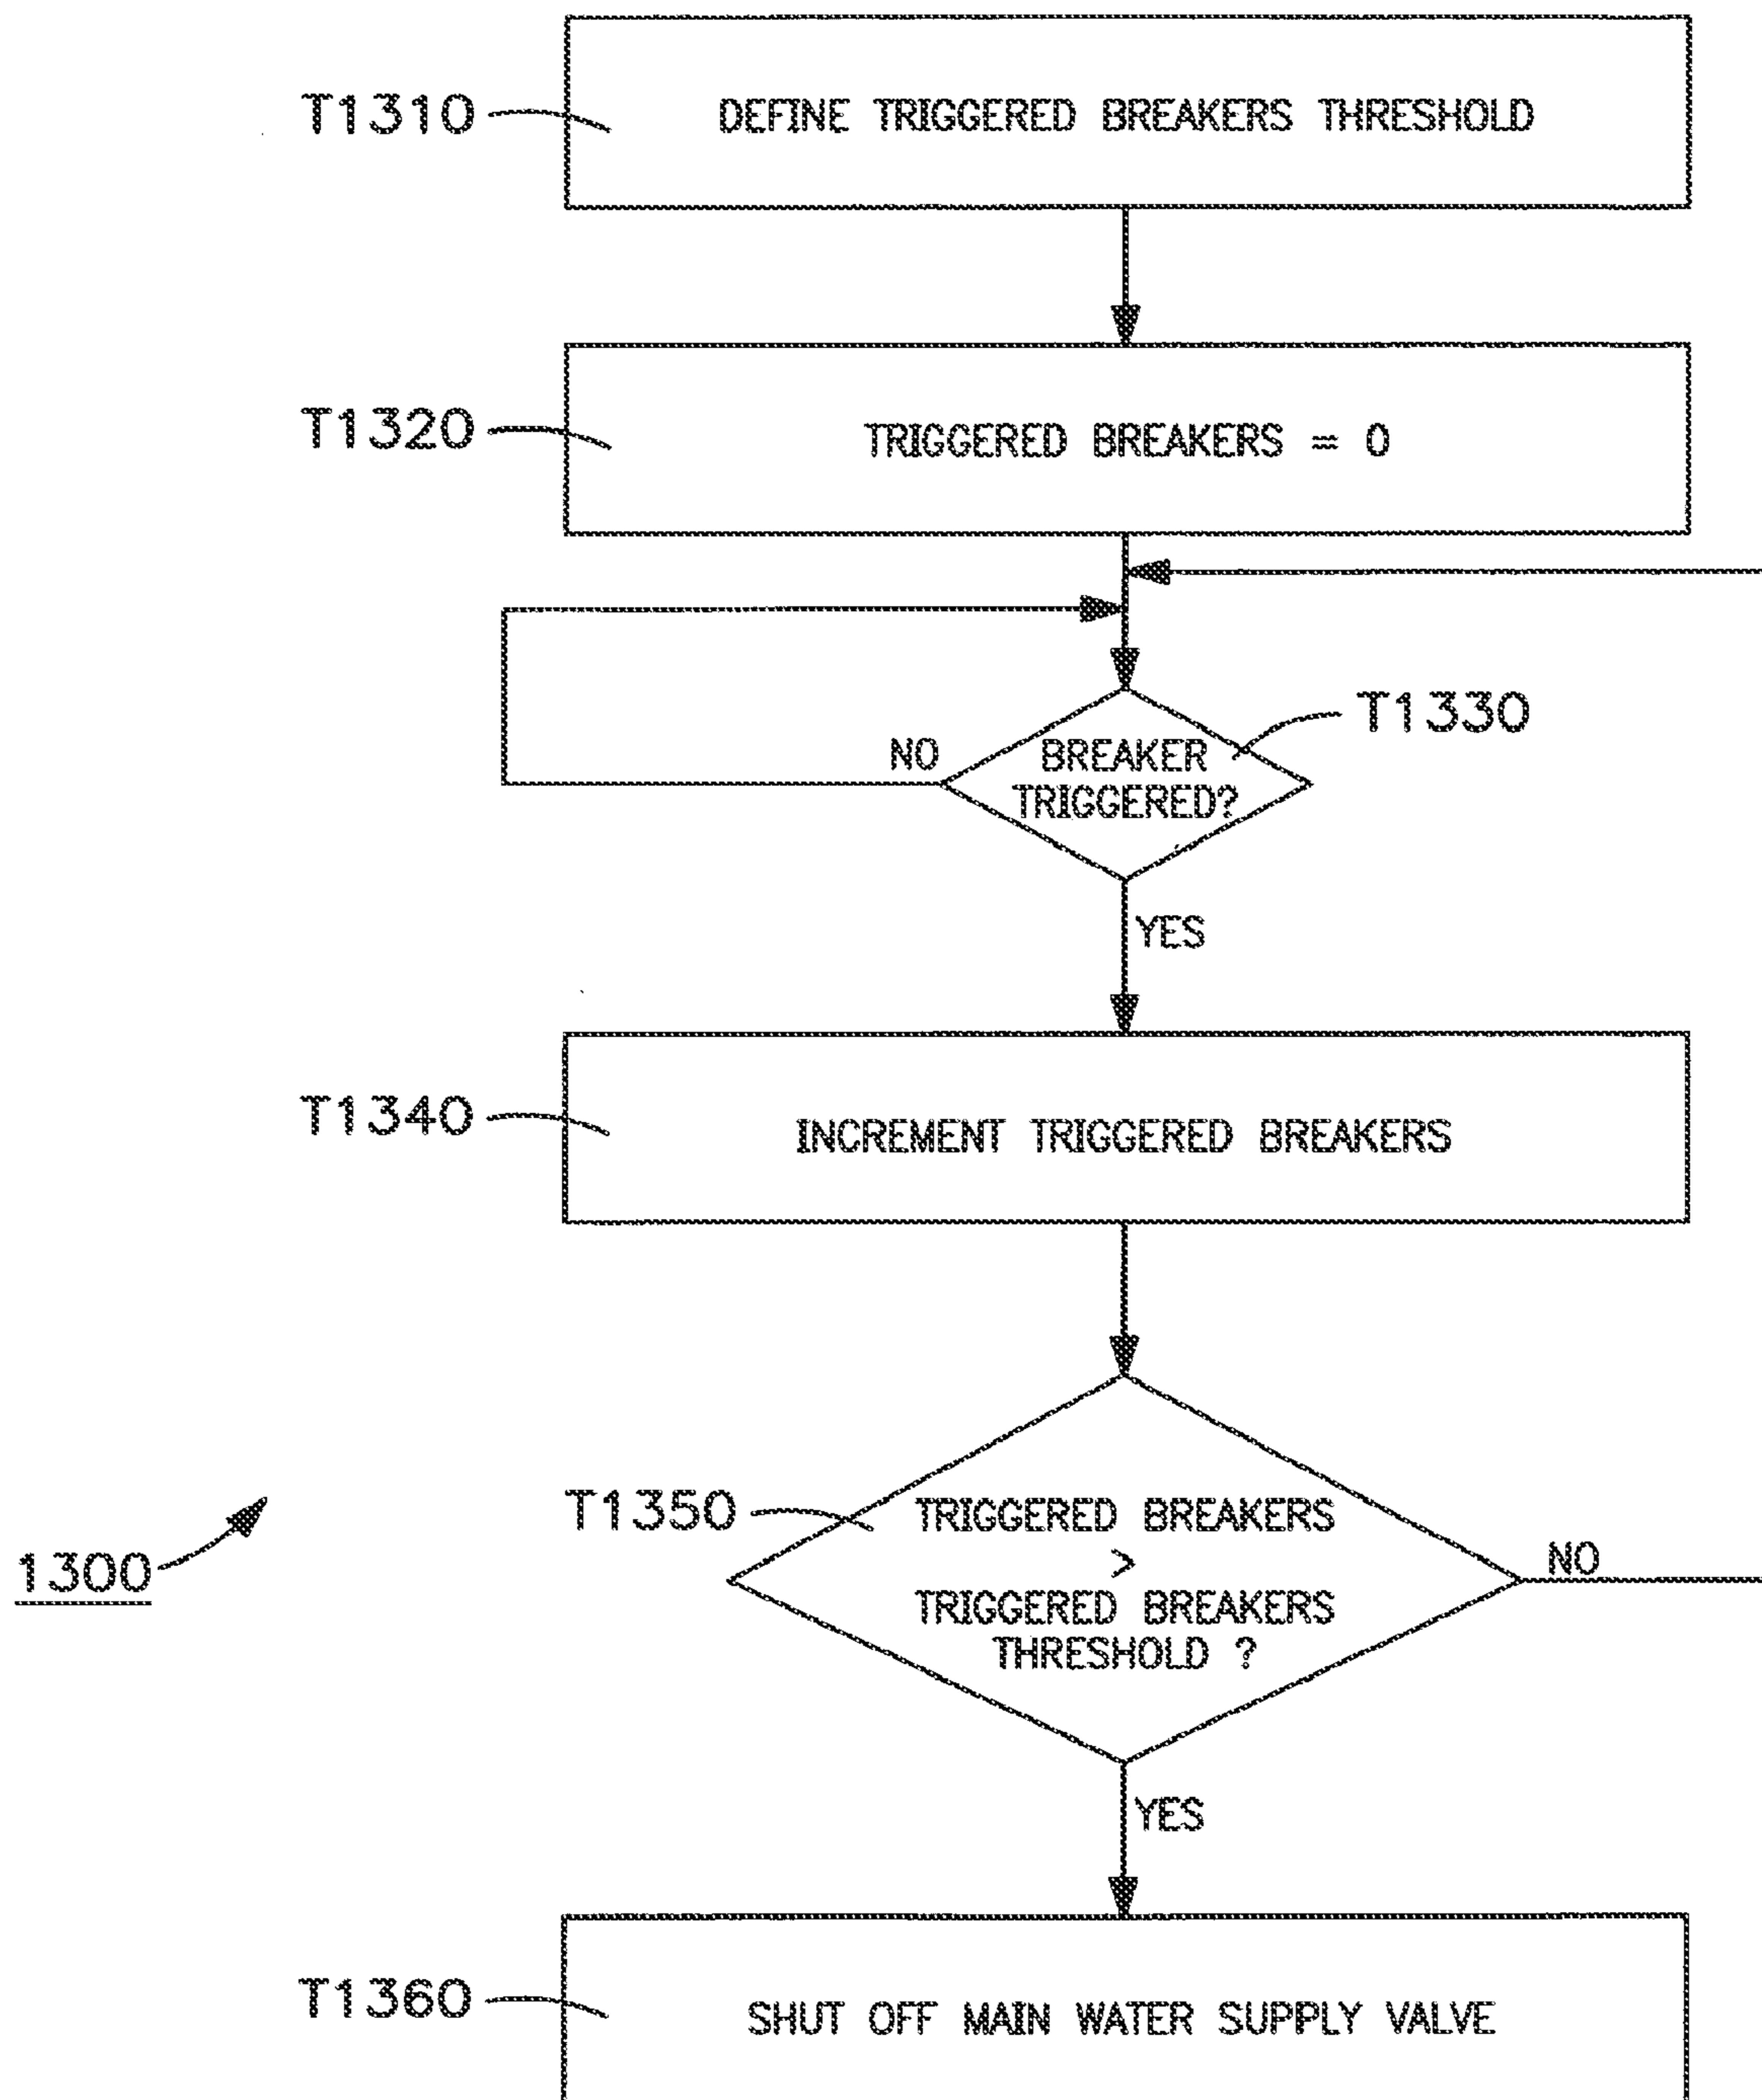 T1310
DEFINE TRIGGERED BREAKERS THRESHOLD
T1320
TRIGGERED BREAKERS = 0
T1330
NO
BREAKER
TRIGGERED?
YES
T1340
INCREMENT TRIGGERED BREAKERS
T1350
TRIGGERED BREAKERS
>
TRIGGERED BREAKERS
THRESHOLD ?
NO
1300
YES
T1360
SHUT OFF MAIN WATER SUPPLY VALVE